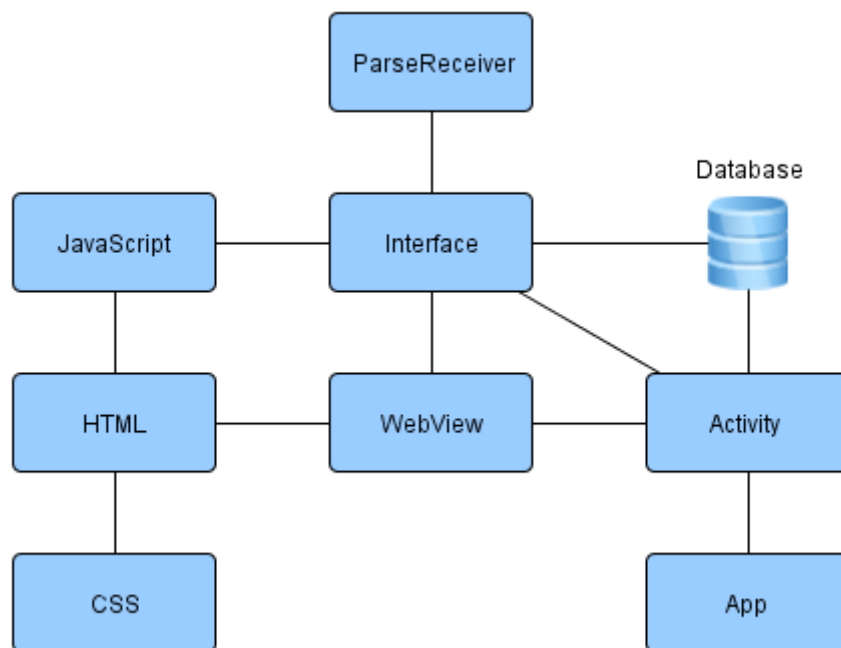 ParseReceiver
Database
JavaScript
Interface
HTML
WebView
Activity
CSS
App